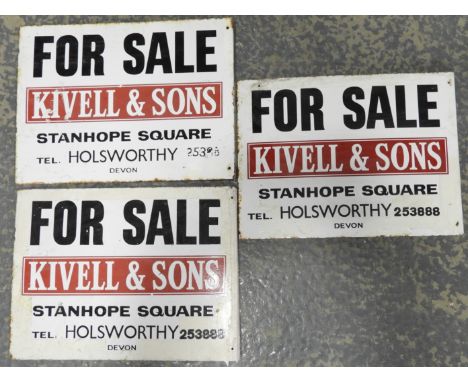 FOR SALE
KIVELL & SONS
STANHOPE SQUARE
TEL. HOLSWORTHY
DEVON
FOR SALE
KIVELL & SONS
STANHOPE SQUARE
TEL. HOLSWORTHY 253888
DEVON
FOR SALE
KIVELL & SONS
STANHOPE SQUARE
TEL. HOLSWORTHY 253888
DEVON